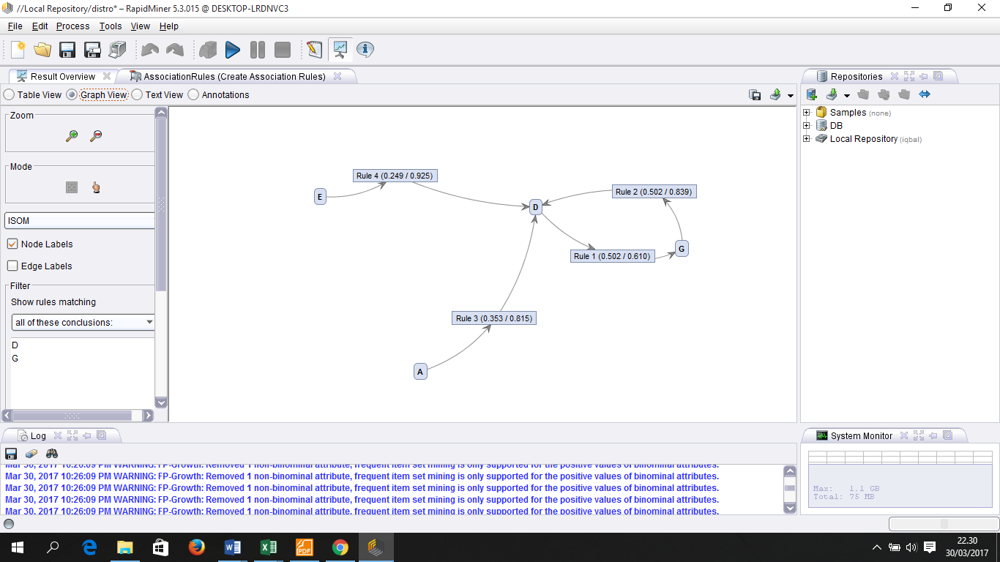 //Local Repository/distro* – RapidMiner 5.3.015 @ DESKTOP-LRDNVC3
File Edit Process Tools View Help
Result Overview AssociationRules (Create Association Rules) Repositories
Table View Graph View Text View Annotations
Zoom
Mode
ISOM
Node Labels
Edge Labels
Filter
Show rules matching
all of these conclusions:
D
G
Rule 4 (0.249 / 0.925)
E
Rule 2 (0.502 / 0.839)
D
G
Rule 1 (0.502 / 0.610)
Rule 3 (0.353 / 0.815)
A
Samples (none)
DB
Local Repository (iqbal)
Log
Mar 30, 2017 10:26:09 PM WARNING: FP-Growth: Removed 1 non-binominal attribute, frequent item set mining is only supported for the positive values of binominal attributes.
Mar 30, 2017 10:26:09 PM WARNING: FP-Growth: Removed 1 non-binominal attribute, frequent item set mining is only supported for the positive values of binominal attributes.
Mar 30, 2017 10:26:09 PM WARNING: FP-Growth: Removed 1 non-binominal attribute, frequent item set mining is only supported for the positive values of binominal attributes.
Mar 30, 2017 10:26:09 PM WARNING: FP-Growth: Removed 1 non-binominal attribute, frequent item set mining is only supported for the positive values of binominal attributes.
Mar 30, 2017 10:26:09 PM WARNING: FP-Growth: Removed 1 non-binominal attribute, frequent item set mining is only supported for the positive values of binominal attributes.
System Monitor
Max: 1.1 GB
Total: 75 MB
PDF
22.30
30/03/2017